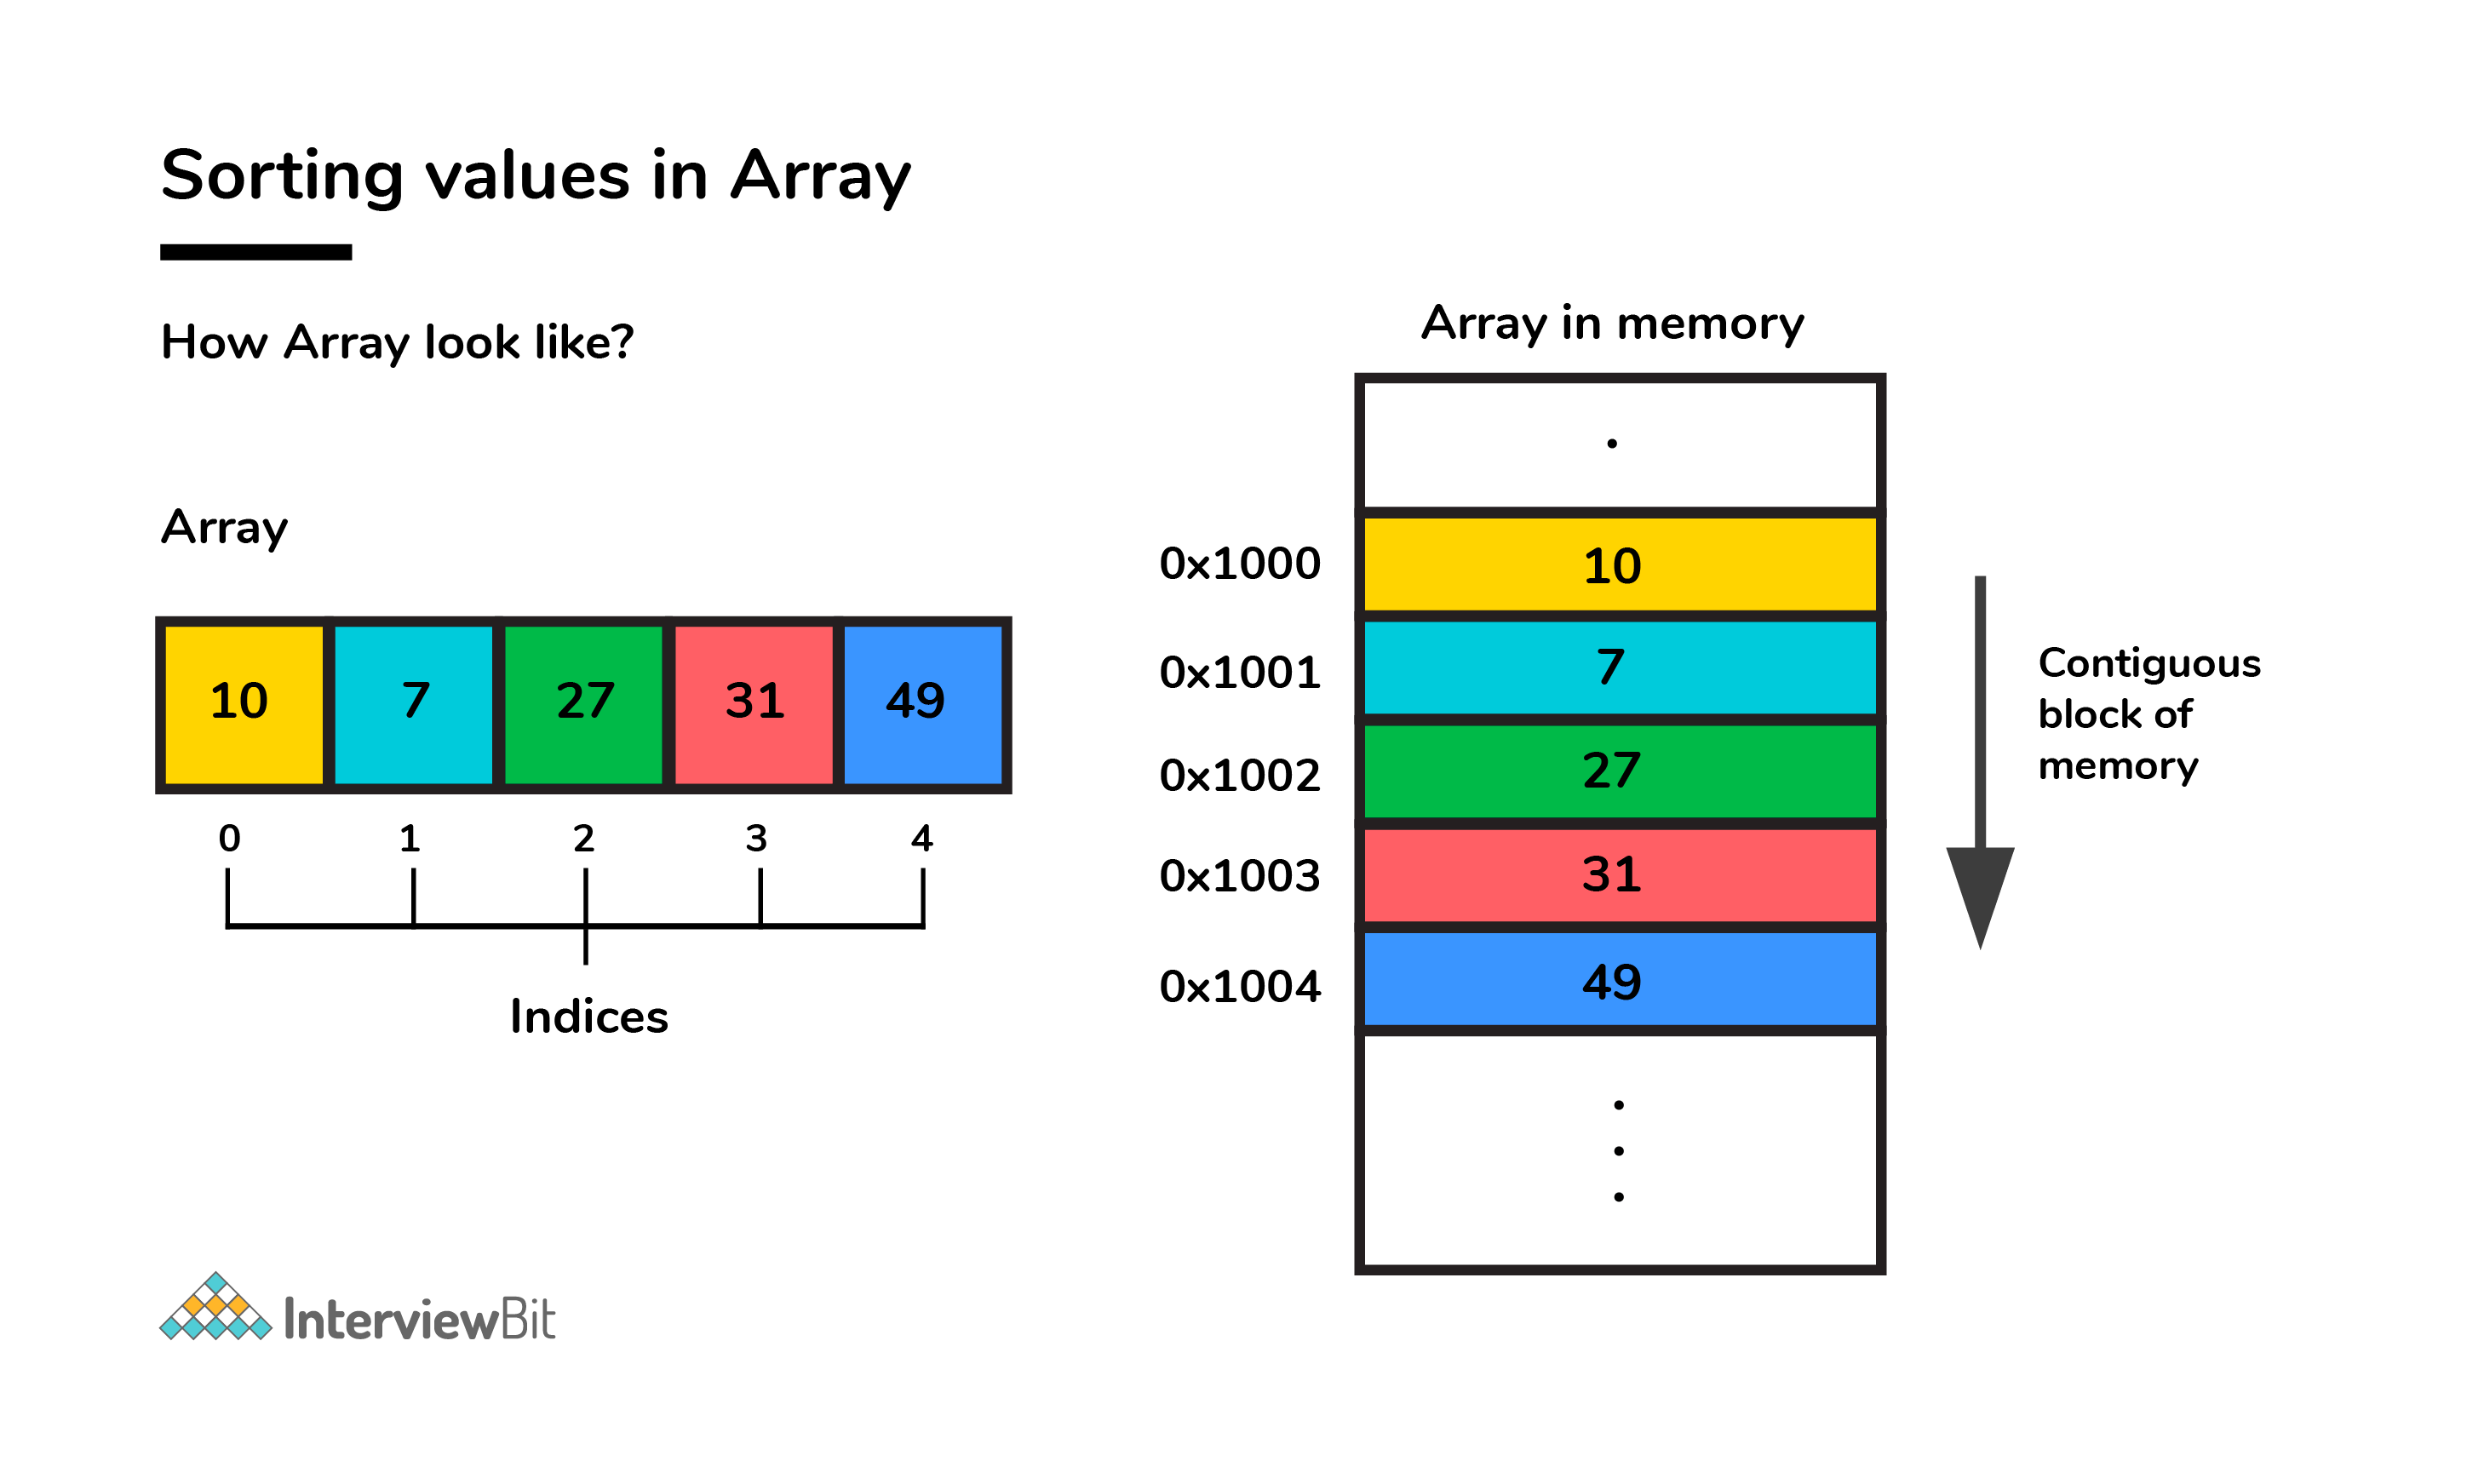 Sorting values in Array
How Array look like?
Array
10 7 27 31 49
0 1 2 3 4
Indices
Array in memory
0x1000 10
0x1001 7
0x1002 27
0x1003 31
0x1004 49
Contiguous
block of
memory
InterviewBit